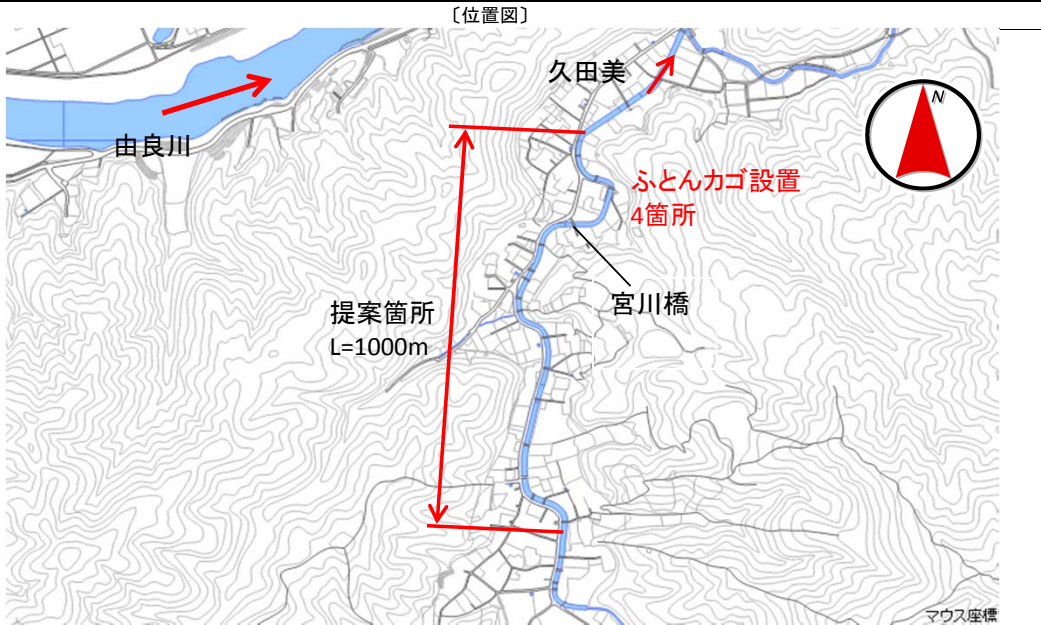 〔位置図〕
久田美
N
由良川
ふとんカゴ設置
4箇所
宮川橋
提案箇所
L=1000m
マウス座標